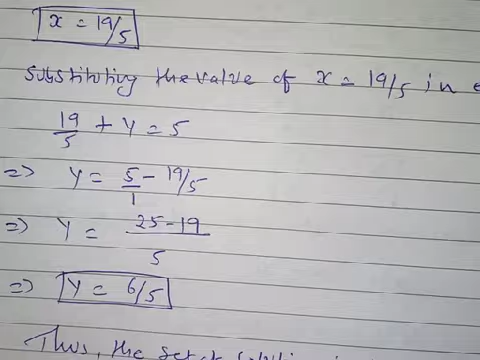 x = 19/5
Substituting the value of x = 19/5 in
19/5 + y = 5
=> y = 5/1 - 19/5
=> y = 25-19/5
=> y = 6/5
Thus, the set of